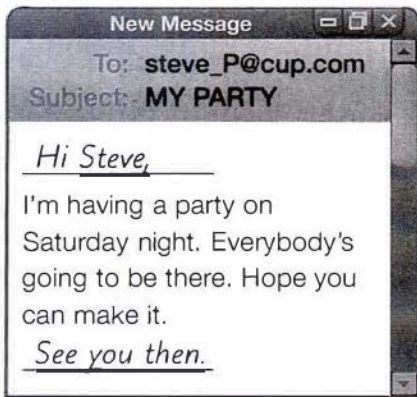 New Message
To: steve_P@cup.com
Subject: MY PARTY
Hi Steve,
I'm having a party on
Saturday night. Everybody's
going to be there. Hope you
can make it.
See you then.